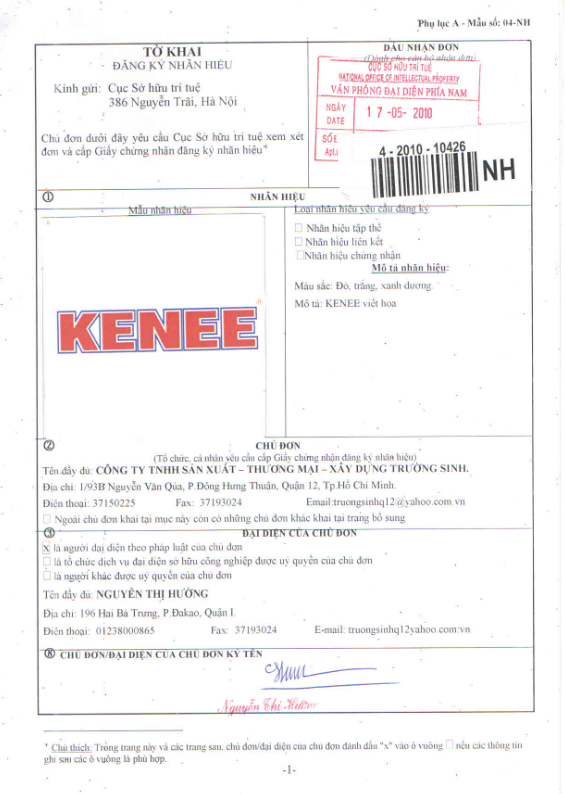 Phụ lục A - Mẫu số: 04-NH
TỜ KHAI
ĐĂNG KÝ NHÃN HIỆU
Kính gửi: Cục Sở hữu trí tuệ
386 Nguyễn Trãi, Hà Nội
Chủ đơn dưới đây yêu cầu Cục Sở hữu trí tuệ xem xét
đơn và cấp Giấy chứng nhận đăng ký nhãn hiệu*
DẤU NHẬN ĐƠN
(Dành cho cán bộ nhận đơn)
CỤC SỞ HỮU TRÍ TUỆ
NATIONAL OFFICE OF INTELLECTUAL PROPERTY
VĂN PHÒNG ĐẠI DIỆN PHÍA NAM
NGÀY
DATE
17-05-2010
SỐ Đ
Apl.
4-2010-10426
NH
① NHÃN HIỆU
Mẫu nhãn hiệu
KENEE®
Loại nhãn hiệu yêu cầu đăng ký
Nhãn hiệu tập thể
Nhãn hiệu liên kết
Nhãn hiệu chứng nhận
Mô tả nhãn hiệu:
Màu sắc: Đỏ, trắng, xanh dương.
Mô tả: KENEE viết hoa
② CHỦ ĐƠN
(Tổ chức, cá nhân yêu cầu cấp Giấy chứng nhận đăng ký nhãn hiệu)
Tên đầy đủ: CÔNG TY TNHH SẢN XUẤT – THƯƠNG MẠI – XÂY DỰNG TRƯỜNG SINH.
Địa chỉ: 1/93B Nguyễn Văn Qúa, P.Đông Hưng Thuận, Quận 12, Tp.Hồ Chí Minh.
Điện thoại: 37150225 Fax: 37193024 Email:truongsinhq12@yahoo.com.vn
Ngoài chủ đơn khai tại mục này còn có những chủ đơn khác khai tại trang bổ sung
③ ĐẠI DIỆN CỦA CHỦ ĐƠN
x là người đại diện theo pháp luật của chủ đơn
là tổ chức dịch vụ đại diện sở hữu công nghiệp được uỷ quyền của chủ đơn
là người khác được uỷ quyền của chủ đơn
Tên đầy đủ: NGUYỄN THỊ HƯỜNG
Địa chỉ: 196 Hai Bà Trưng, P.Đakao, Quận 1.
Điện thoại: 01238000865 Fax: 37193024 E-mail: truongsinhq12yahoo.com.vn
⑧ CHỦ ĐƠN/ĐẠI DIỆN CỦA CHỦ ĐƠN KÝ TÊN
Nguyễn Thị Hường
* Chú thích: Trong trang này và các trang sau, chủ đơn/đại diện của chủ đơn đánh dấu "x" vào ô vuông nếu các thông tin
ghi sau các ô vuông là phù hợp.
-1-